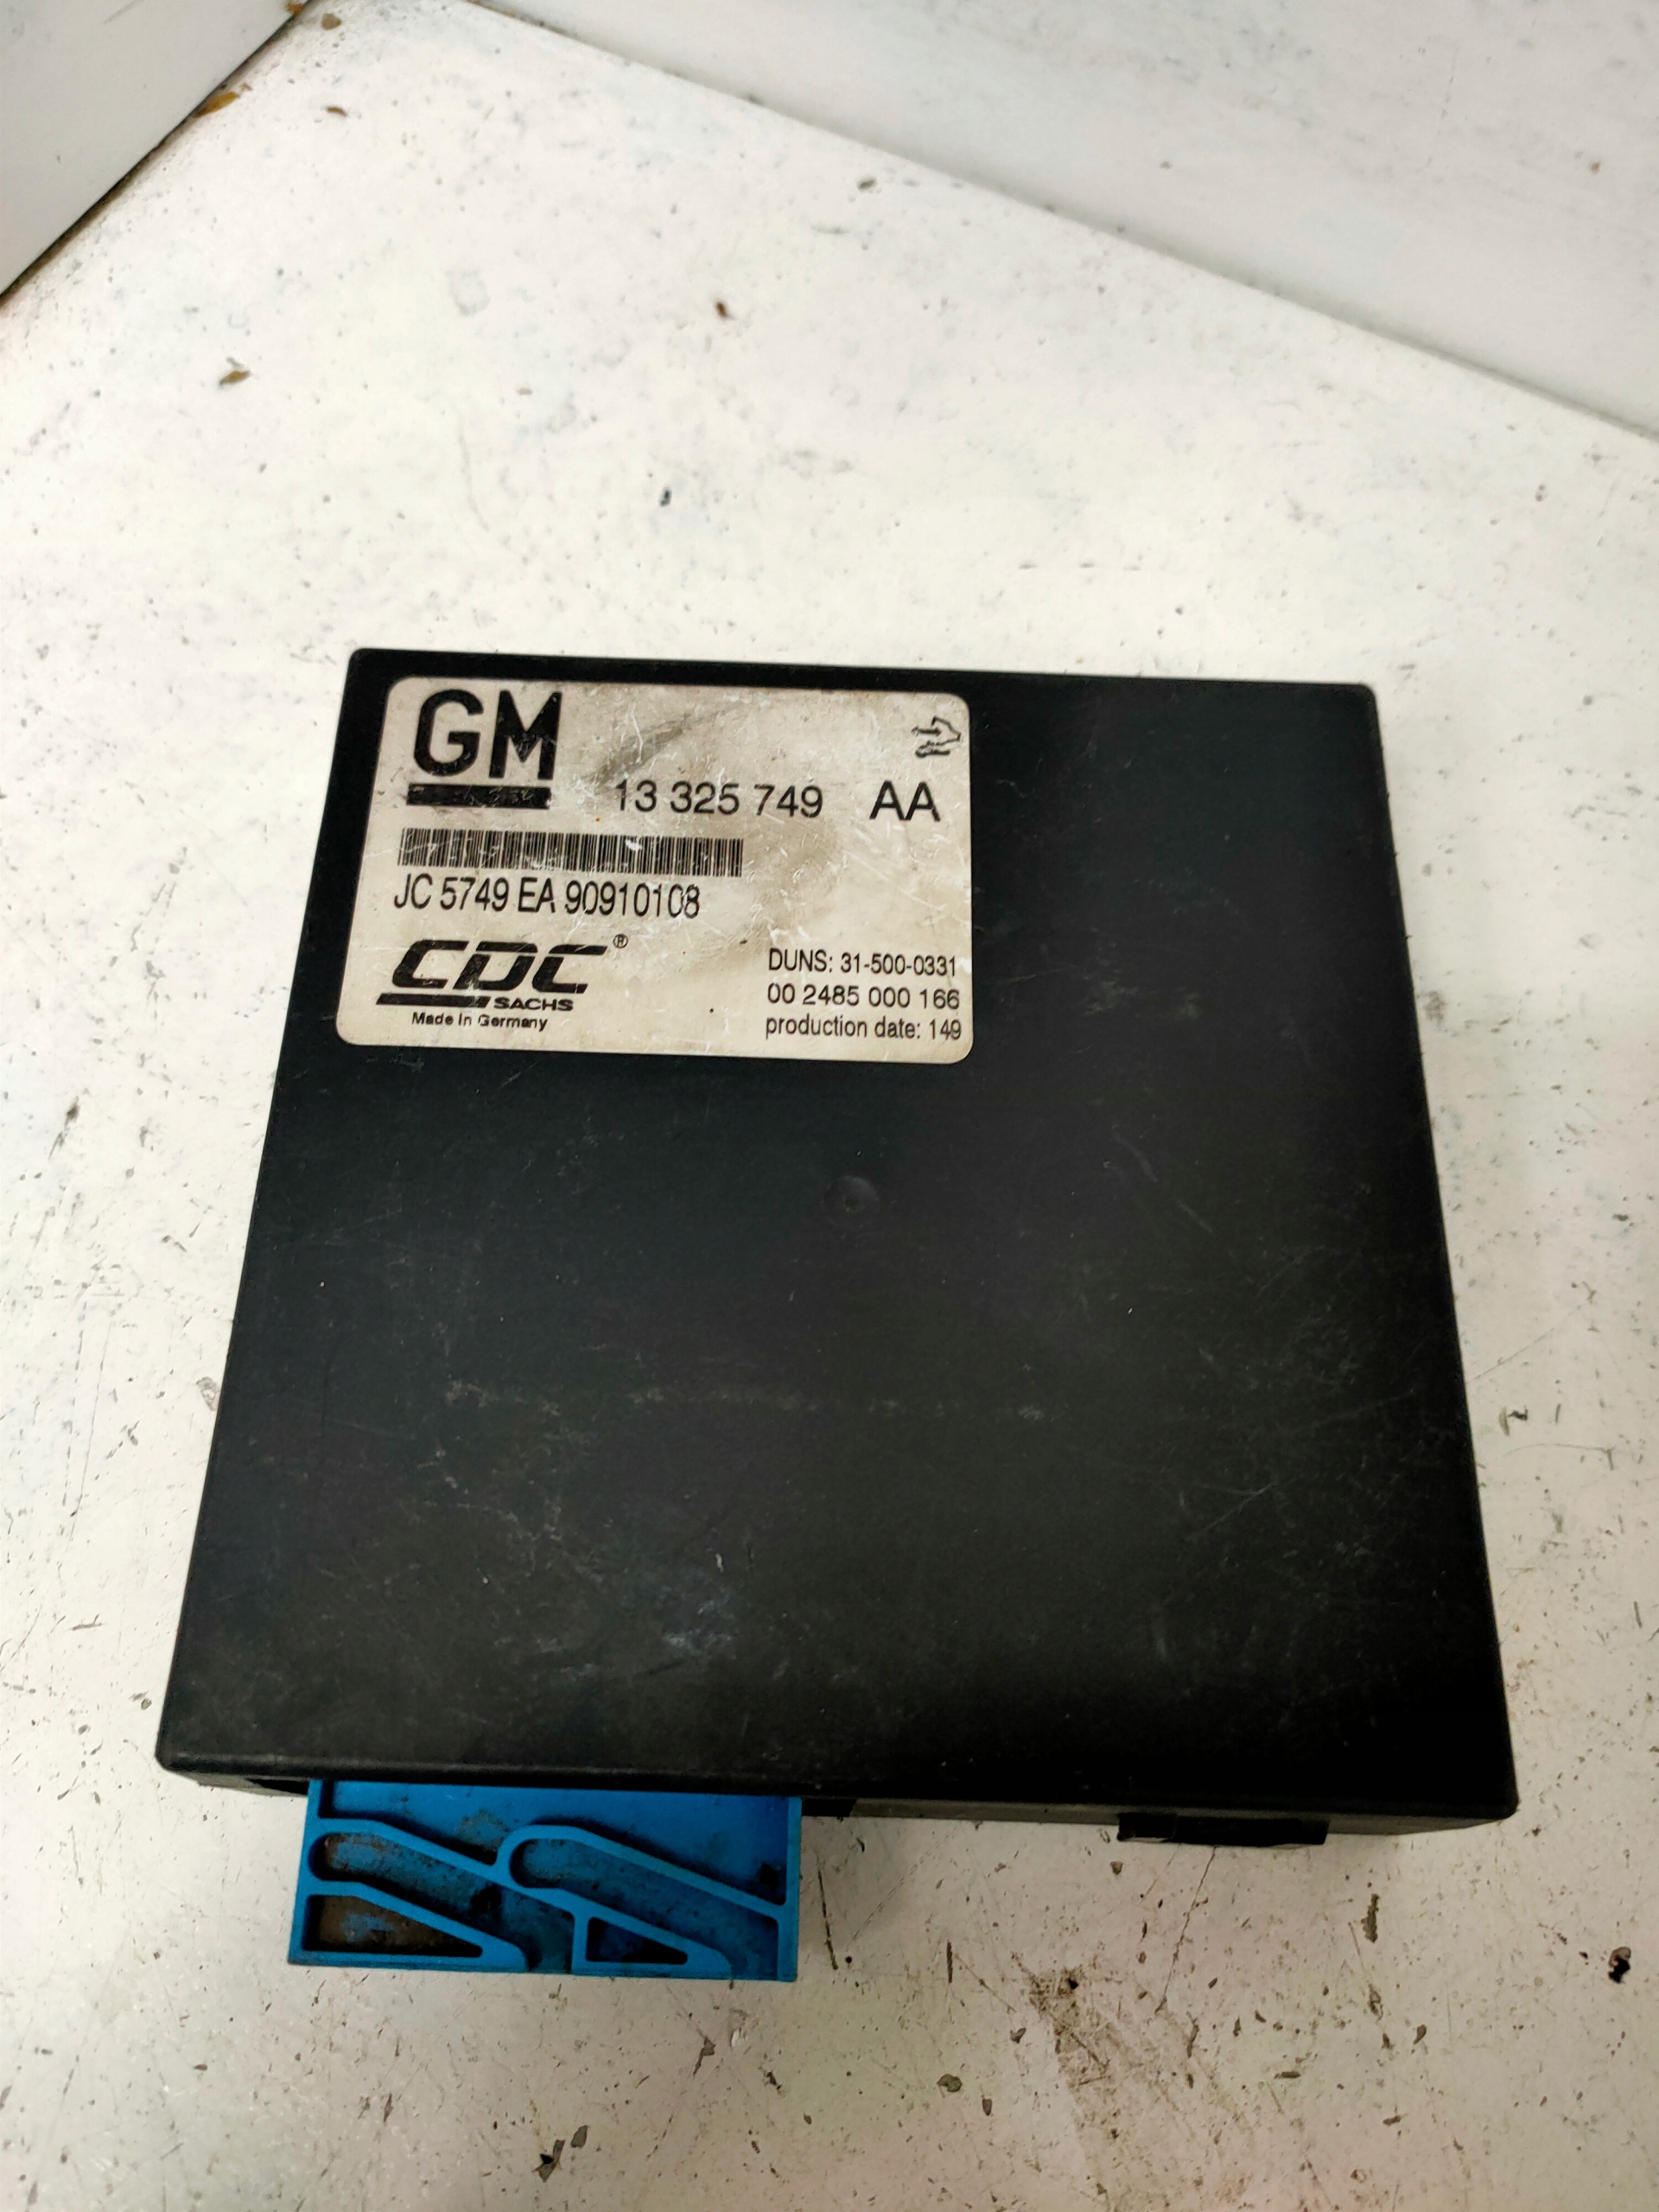 GM
13 325 749 AA
JC 5749 EA 90910108
CDC®
SACHS
Made in Germany
DUNS: 31-500-0331
00 2485 000 166
production date: 149